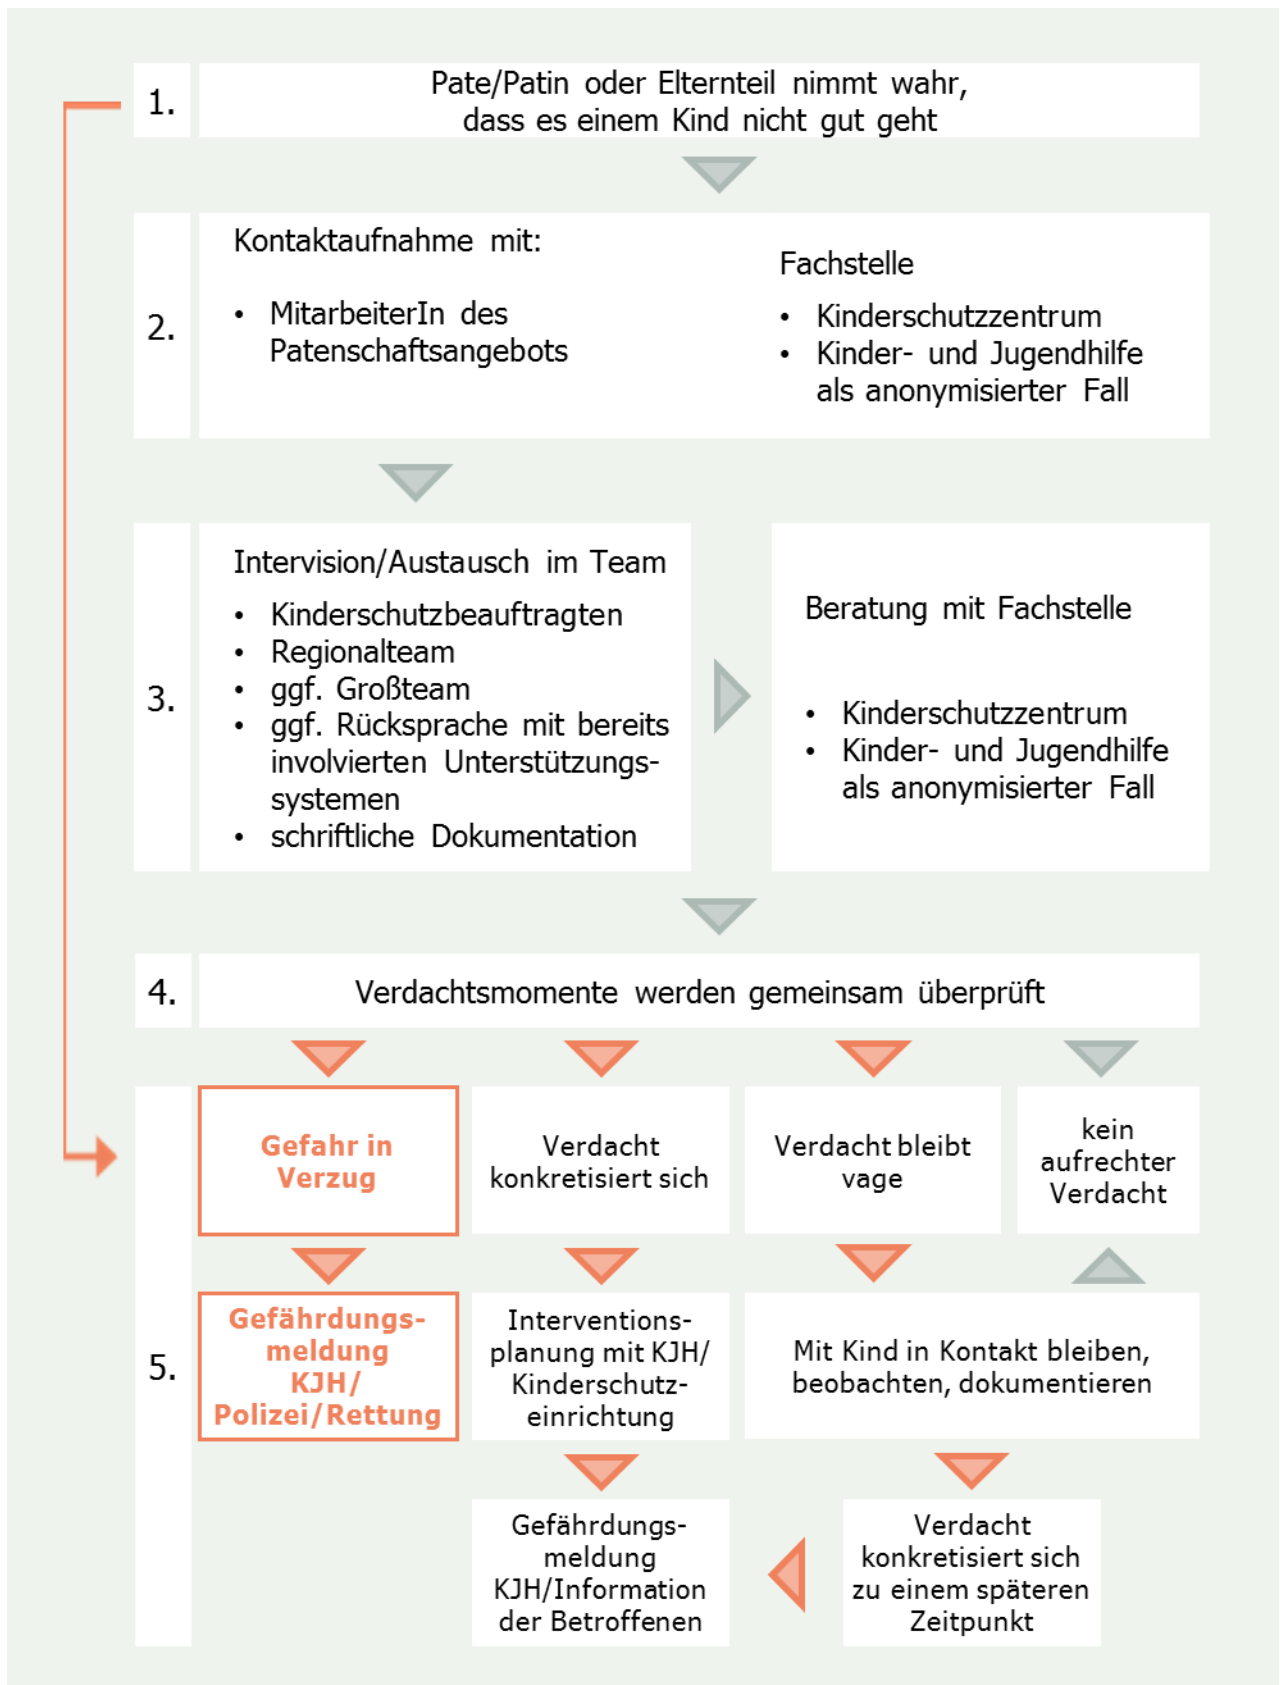 1.
Pate/Patin oder Elternteil nimmt wahr,
dass es einem Kind nicht gut geht
2.
Kontaktaufnahme mit:
• MitarbeiterIn des
Patenschaftsangebots
Fachstelle
• Kinderschutzzentrum
• Kinder- und Jugendhilfe
als anonymisierter Fall
3.
Intervision/Austausch im Team
• Kinderschutzbeauftragten
• Regionalteam
• ggf. Großteam
• ggf. Rücksprache mit bereits
involvierten Unterstützungs-
systemen
• schriftliche Dokumentation
Beratung mit Fachstelle
• Kinderschutzzentrum
• Kinder- und Jugendhilfe
als anonymisierter Fall
4.
Verdachtsmomente werden gemeinsam überprüft
5.
Gefahr in
Verzug
Verdacht
konkretisiert sich
Verdacht bleibt
vage
kein
aufrechter
Verdacht
Gefährdungs-
meldung
KJH/
Polizei/Rettung
Interventions-
planung mit KJH/
Kinderschutz-
einrichtung
Mit Kind in Kontakt bleiben,
beobachten, dokumentieren
Gefährdungs-
meldung
KJH/Information
der Betroffenen
Verdacht
konkretisiert sich
zu einem späteren
Zeitpunkt